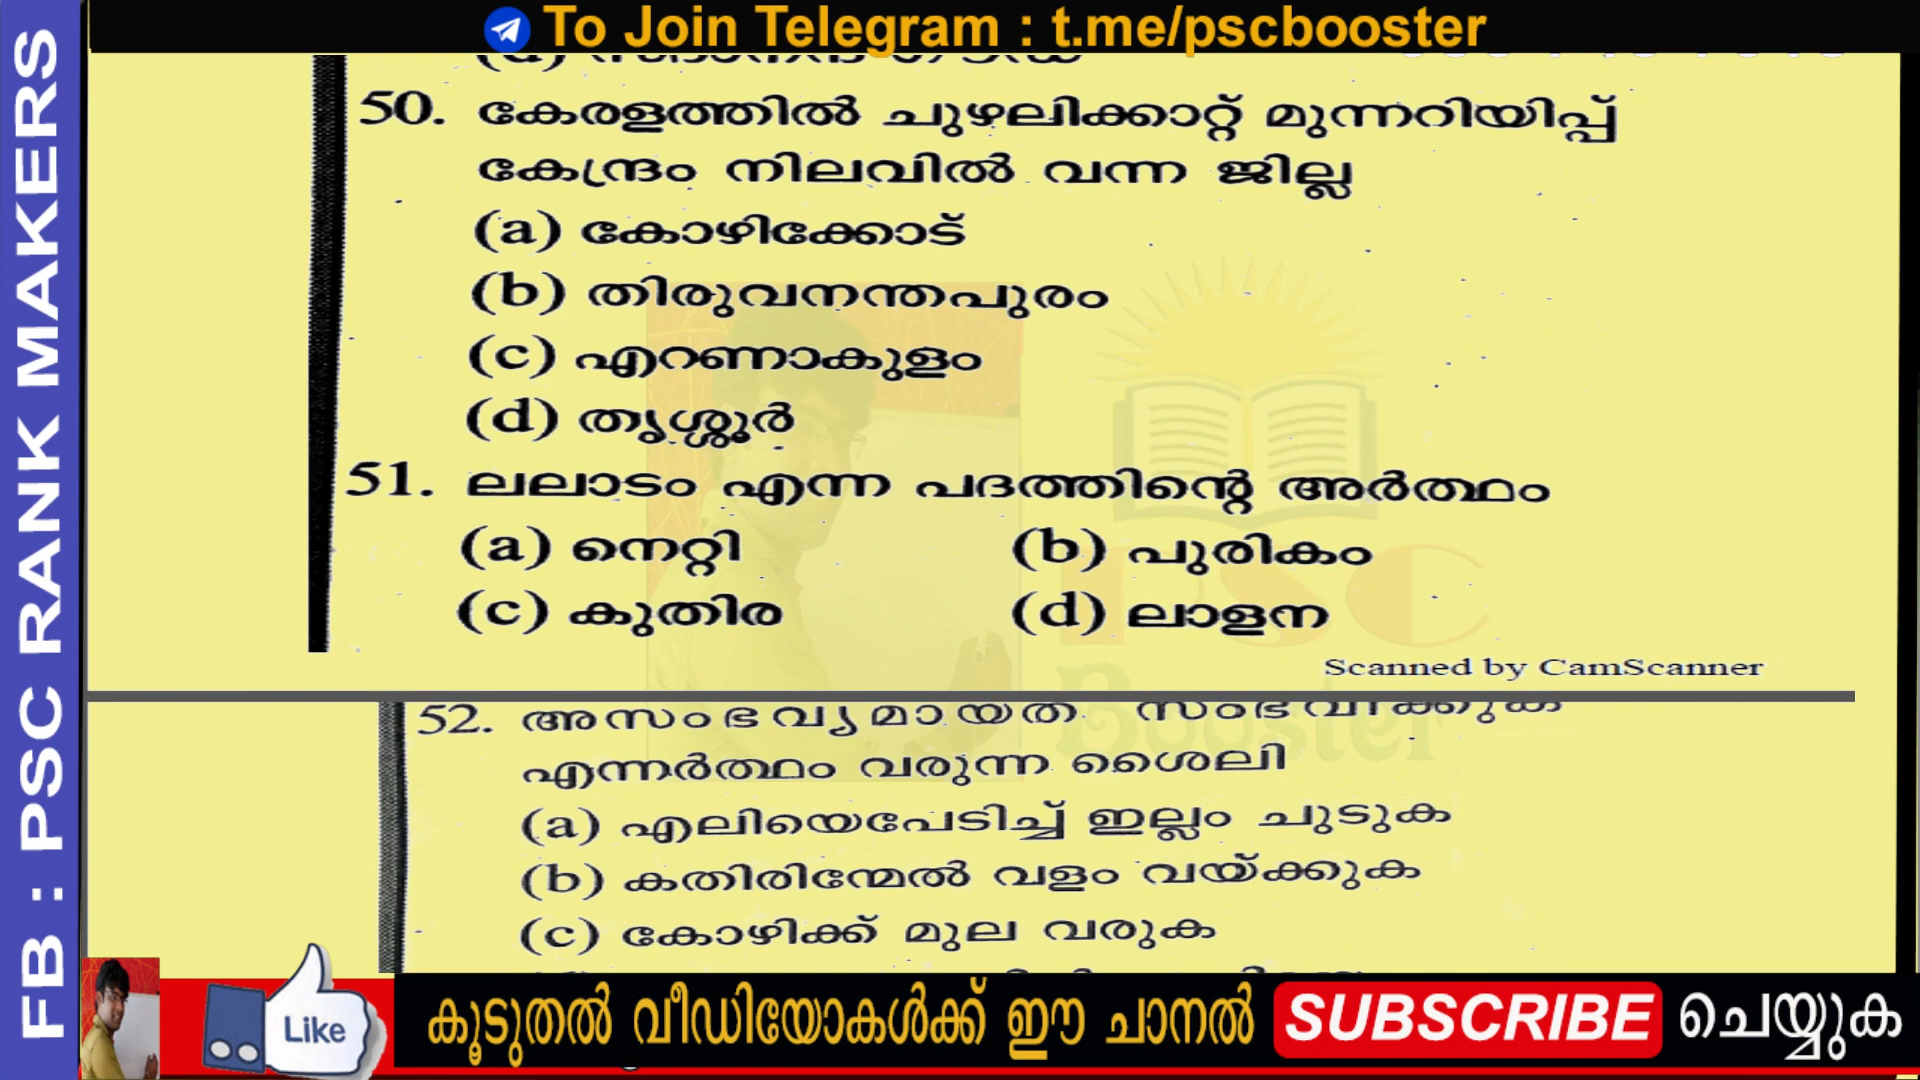 To Join Telegram : t.me/pscbooster
FB : PSC RANK MAKERS
50. കേരളത്തിൽ ചുഴലിക്കാറ്റ് മുന്നറിയിപ്പ്
കേന്ദ്രം നിലവിൽ വന്ന ജില്ല
(a) കോഴിക്കോട്
(b) തിരുവനന്തപുരം
(c) എറണാകുളം
(d) തൃശ്ശൂർ
51. ലലാടം എന്ന പദത്തിന്റെ അർത്ഥം
(a) നെറ്റി (b) പുരികം
(c) കുതിര (d) ലാളന
Scanned by CamScanner
PSC
Booster
52. അസംഭവ്യമായത് സംഭവിക്കുക
എന്നർത്ഥം വരുന്ന ശൈലി
(a) എലിയെപേടിച്ച് ഇല്ലം ചുടുക
(b) കതിരിന്മേൽ വളം വയ്ക്കുക
(c) കോഴിക്ക് മുല വരുക
Like
കൂടുതൽ വീഡിയോകൾക്ക് ഈ ചാനൽ SUBSCRIBE ചെയ്യുക